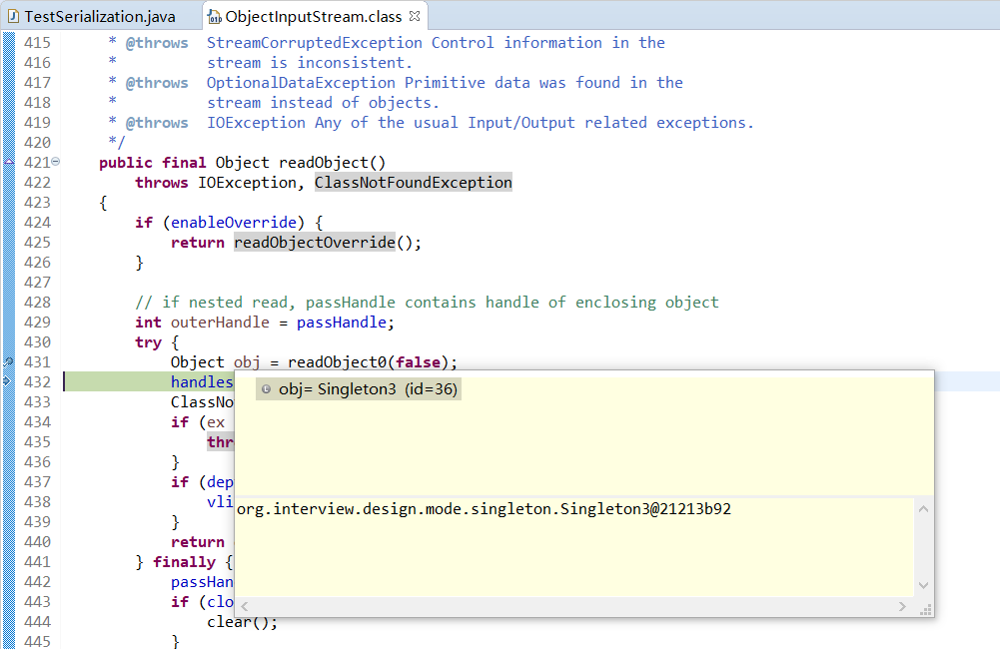 TestSerialization.java ObjectInputStream.class
415 * @throws StreamCorruptedException Control information in the
416 * stream is inconsistent.
417 * @throws OptionalDataException Primitive data was found in the
418 * stream instead of objects.
419 * @throws IOException Any of the usual Input/Output related exceptions.
420 */
421 public final Object readObject()
422 throws IOException, ClassNotFoundException
423 {
424 if (enableOverride) {
425 return readObjectOverride();
426 }
427
428 // if nested read, passHandle contains handle of enclosing object
429 int outerHandle = passHandle;
430 try {
431 Object obj = readObject0(false);
432 handles
obj= Singleton3 (id=36)
433 ClassNo
434 if (ex
435 thr
436 }
437 if (dep
438 vli
org.interview.design.mode.singleton.Singleton3@21213b92
439 }
440 return
441 } finally {
442 passHan
443 if (clo
444 clear();
445 }